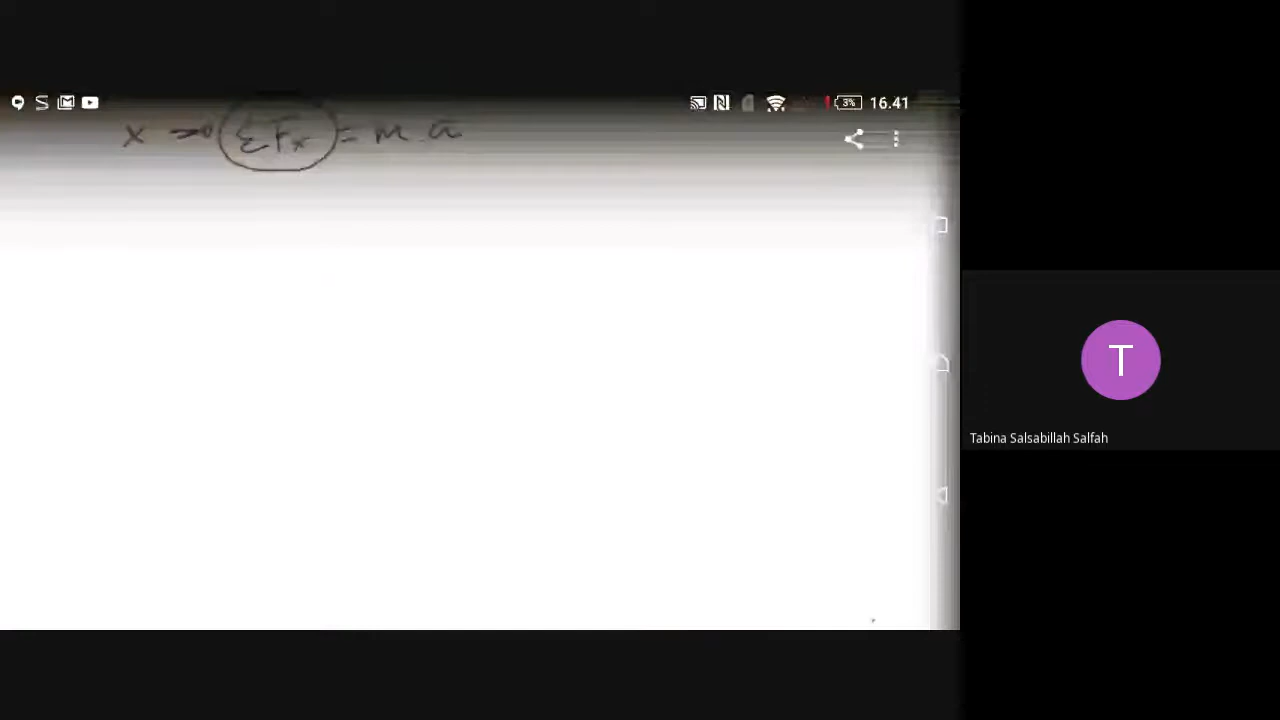 3% 16.41
x → ΣFx = m.a
T
Tabina Salsabillah Salfah